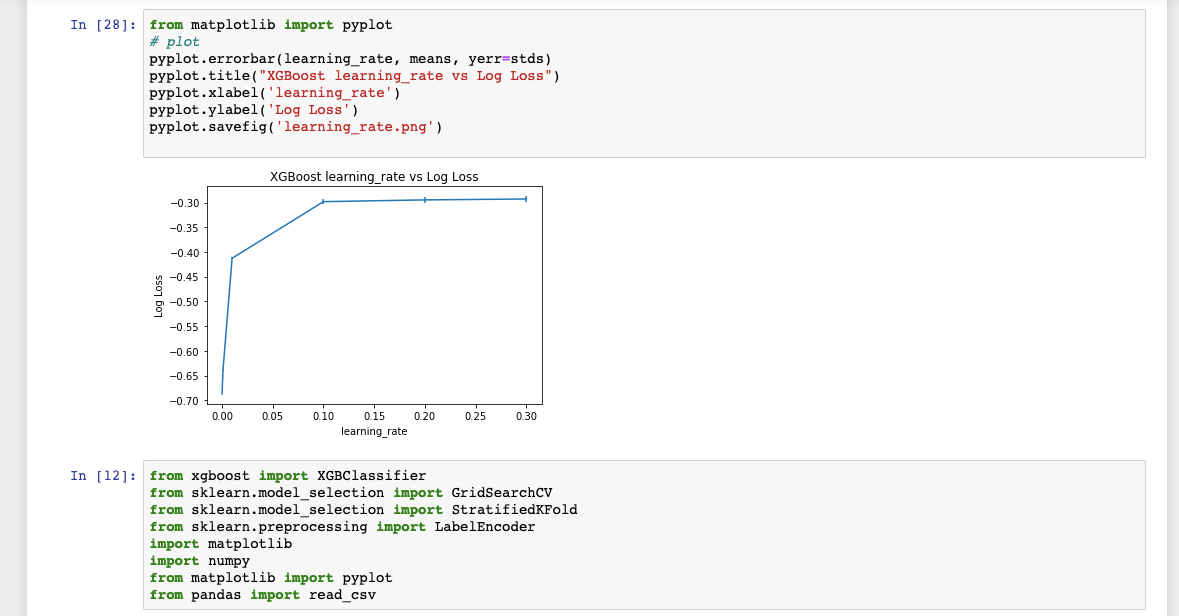 In [28]: from matplotlib import pyplot
# plot
pyplot.errorbar(learning_rate, means, yerr=stds)
pyplot.title("XGBoost learning_rate vs Log Loss")
pyplot.xlabel('learning_rate')
pyplot.ylabel('Log Loss')
pyplot.savefig('learning_rate.png')
XGBoost learning_rate vs Log Loss
−0.30
−0.35
−0.40
−0.45
−0.50
−0.55
−0.60
−0.65
−0.70
Log Loss
0.00 0.05 0.10 0.15 0.20 0.25 0.30
learning_rate
In [12]: from xgboost import XGBClassifier
from sklearn.model_selection import GridSearchCV
from sklearn.model_selection import StratifiedKFold
from sklearn.preprocessing import LabelEncoder
import matplotlib
import numpy
from matplotlib import pyplot
from pandas import read_csv